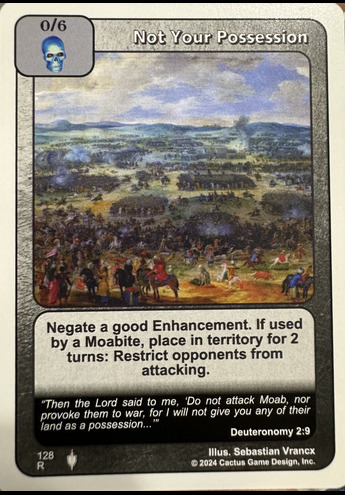 0/6
Not Your Possession
Negate a good Enhancement. If used
by a Moabite, place in territory for 2
turns: Restrict opponents from
attacking.
“Then the Lord said to me, ‘Do not attack Moab, nor
provoke them to war, for I will not give you any of their
land as a possession...’”
Deuteronomy 2:9
128
R
Illus. Sebastian Vrancx
© 2024 Cactus Game Design, Inc.